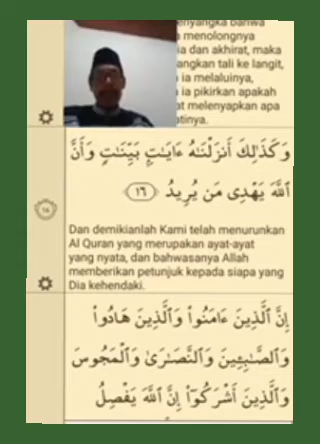 enyangka bahwa
a menolongnya
ia dan akhirat, maka
angkan tali ke langit,
ia melaluinya,
ia pikirkan apakah
at melenyapkan apa
atinya.
وَكَذَٰلِكَ أَنزَلْنَـٰهُ ءَايَـٰتٍۭ بَيِّنَـٰتٍ وَأَنَّ
ٱللَّهَ يَهْدِى مَن يُرِيدُ ١٦
Dan demikianlah Kami telah menurunkan
Al Quran yang merupakan ayat-ayat
yang nyata, dan bahwasanya Allah
memberikan petunjuk kepada siapa yang
Dia kehendaki.
إِنَّ ٱلَّذِينَ ءَامَنُوا۟ وَٱلَّذِينَ هَادُوا۟
وَٱلصَّـٰبِـِٔينَ وَٱلنَّصَـٰرَىٰ وَٱلْمَجُوسَ
وَٱلَّذِينَ أَشْرَكُوٓا۟ إِنَّ ٱللَّهَ يَفْصِلُ